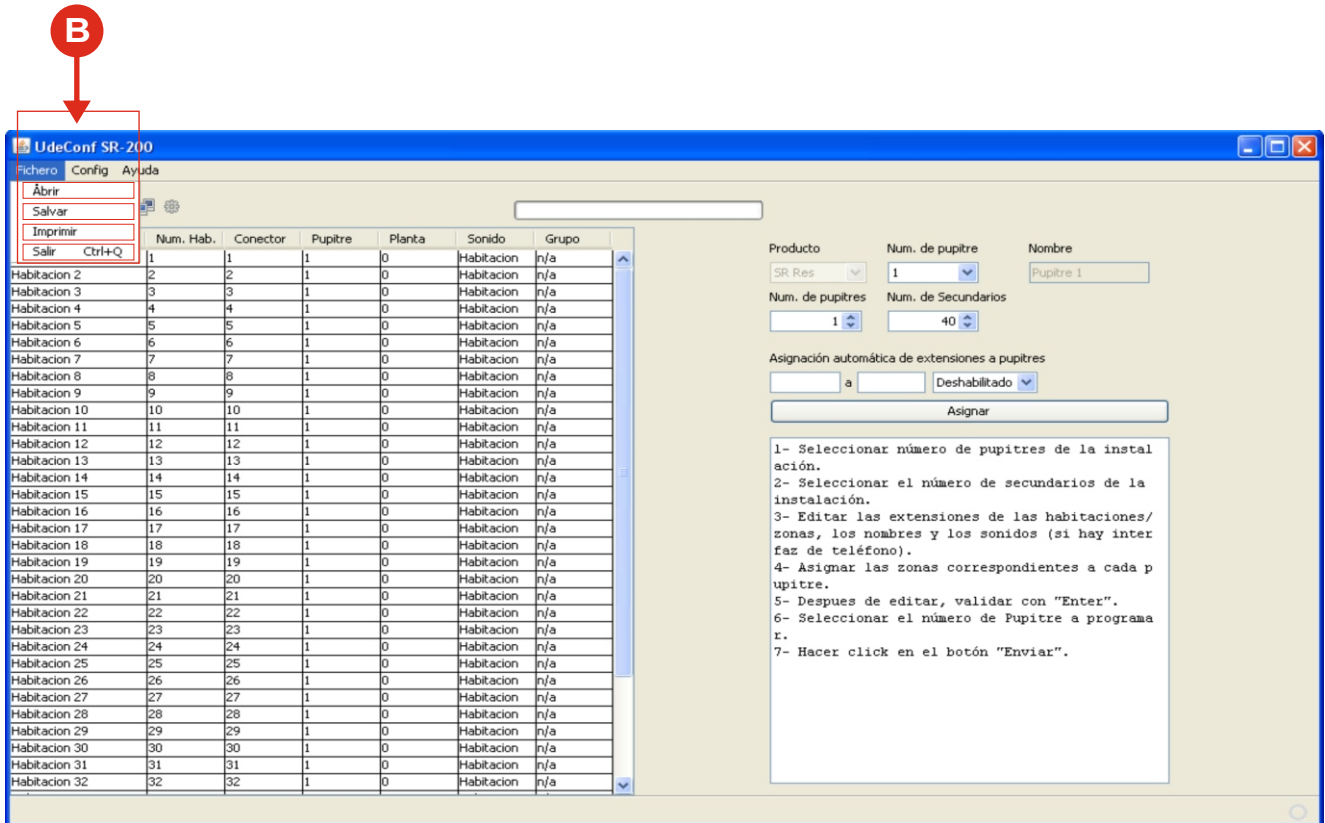 B
UdeConf SR-200
Fichero Config Ayuda
Åbrir
Salvar
Imprimir
Salir Ctrl+Q
Num. Hab. Conector Pupitre Planta Sonido Grupo
1 1 1 0 Habitacion n/a
Habitacion 2 2 2 1 0 Habitacion n/a
Habitacion 3 3 3 1 0 Habitacion n/a
Habitacion 4 4 4 1 0 Habitacion n/a
Habitacion 5 5 5 1 0 Habitacion n/a
Habitacion 6 6 6 1 0 Habitacion n/a
Habitacion 7 7 7 1 0 Habitacion n/a
Habitacion 8 8 8 1 0 Habitacion n/a
Habitacion 9 9 9 1 0 Habitacion n/a
Habitacion 10 10 10 1 0 Habitacion n/a
Habitacion 11 11 11 1 0 Habitacion n/a
Habitacion 12 12 12 1 0 Habitacion n/a
Habitacion 13 13 13 1 0 Habitacion n/a
Habitacion 14 14 14 1 0 Habitacion n/a
Habitacion 15 15 15 1 0 Habitacion n/a
Habitacion 16 16 16 1 0 Habitacion n/a
Habitacion 17 17 17 1 0 Habitacion n/a
Habitacion 18 18 18 1 0 Habitacion n/a
Habitacion 19 19 19 1 0 Habitacion n/a
Habitacion 20 20 20 1 0 Habitacion n/a
Habitacion 21 21 21 1 0 Habitacion n/a
Habitacion 22 22 22 1 0 Habitacion n/a
Habitacion 23 23 23 1 0 Habitacion n/a
Habitacion 24 24 24 1 0 Habitacion n/a
Habitacion 25 25 25 1 0 Habitacion n/a
Habitacion 26 26 26 1 0 Habitacion n/a
Habitacion 27 27 27 1 0 Habitacion n/a
Habitacion 28 28 28 1 0 Habitacion n/a
Habitacion 29 29 29 1 0 Habitacion n/a
Habitacion 30 30 30 1 0 Habitacion n/a
Habitacion 31 31 31 1 0 Habitacion n/a
Habitacion 32 32 32 1 0 Habitacion n/a
Producto Num. de pupitre Nombre
SR Res 1 Pupitre 1
Num. de pupitres Num. de Secundarios
1 40
Asignación automática de extensiones a pupitres
a Deshabilitado
Asignar
1- Seleccionar número de pupitres de la instal
ación.
2- Seleccionar el número de secundarios de la
instalación.
3- Editar las extensiones de las habitaciones/
zonas, los nombres y los sonidos (si hay inter
faz de teléfono).
4- Asignar las zonas correspondientes a cada p
upitre.
5- Despues de editar, validar con "Enter".
6- Seleccionar el número de Pupitre a programa
r.
7- Hacer click en el botón "Enviar".